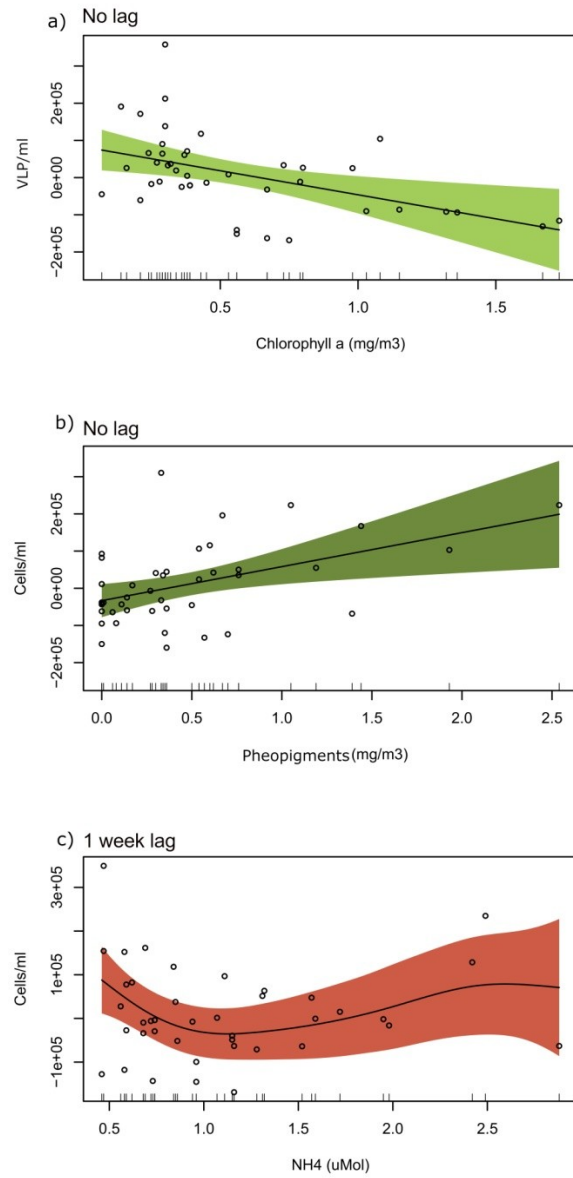 a) No lag
2e+05
0e+00
−2e+05
VLP/ml
0.5 1.0 1.5
Chlorophyll a (mg/m3)
b) No lag
2e+05
0e+00
−2e+05
Cells/ml
0.0 0.5 1.0 1.5 2.0 2.5
Pheopigments(mg/m3)
c) 1 week lag
3e+05
1e+05
−1e+05
Cells/ml
0.5 1.0 1.5 2.0 2.5
NH4 (uMol)